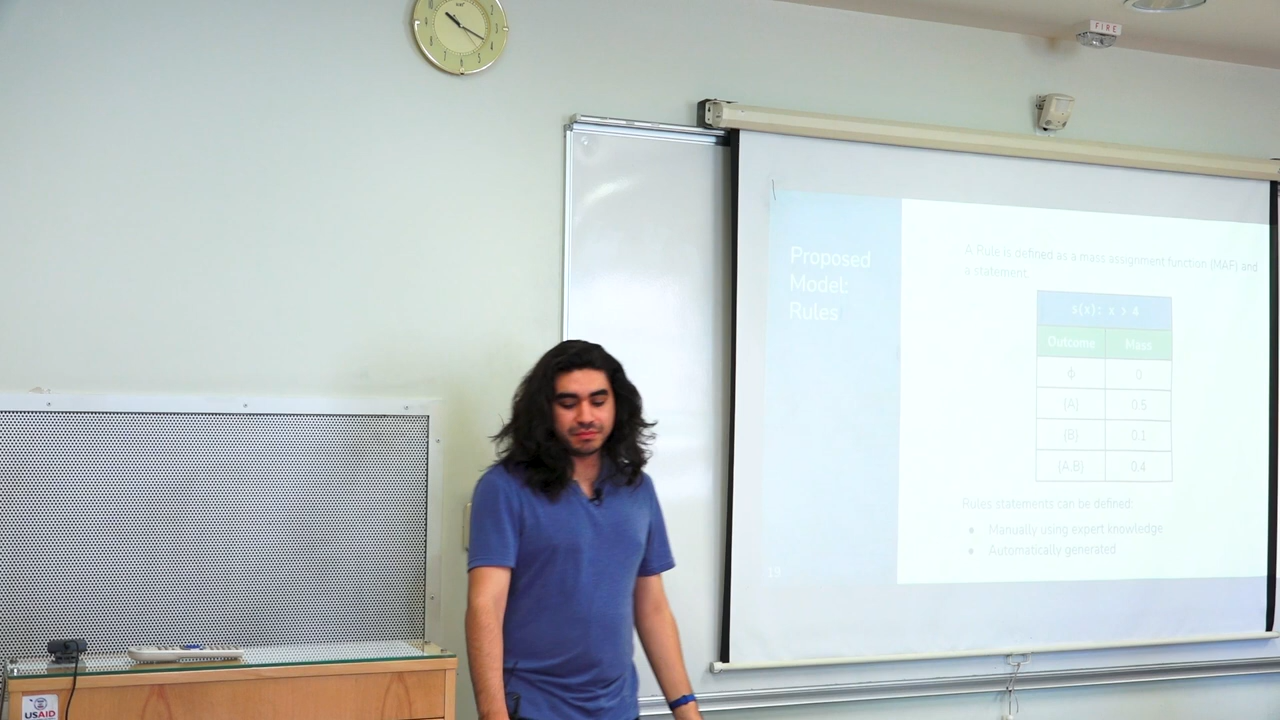 FIRE
Proposed
Model:
Rules
A Rule is defined as a mass assignment function (MAF) and
a statement.
s(x): x > 4
Outcome Mass
ϕ 0
{A} 0.5
{B} 0.1
{A,B} 0.4
Rules statements can be defined:
● Manually using expert knowledge
● Automatically generated
19
USAID